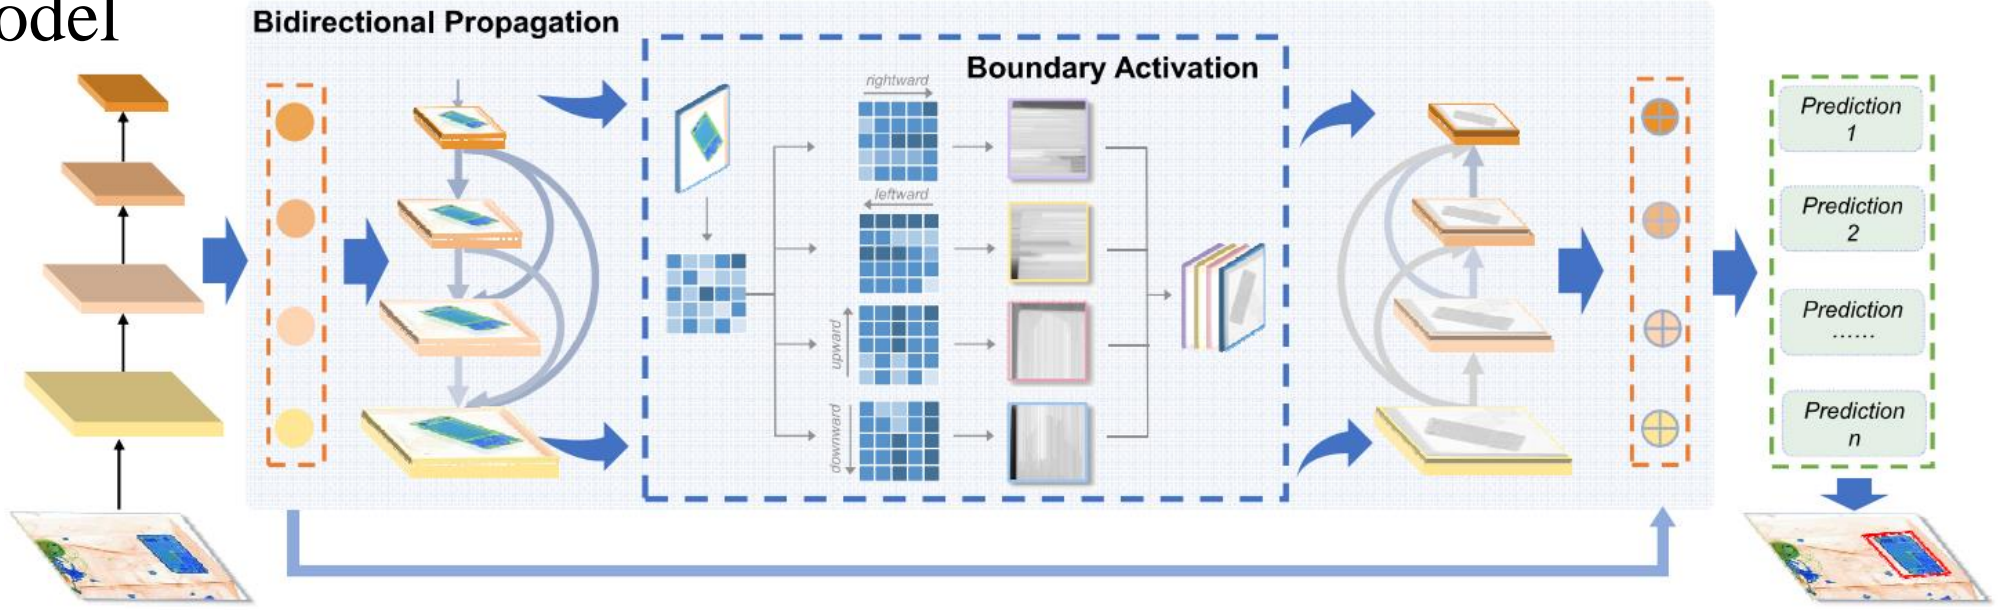 odel
Bidirectional Propagation
Boundary Activation
rightward
leftward
upward
downward
Prediction
1
Prediction
2
Prediction
......
Prediction
n